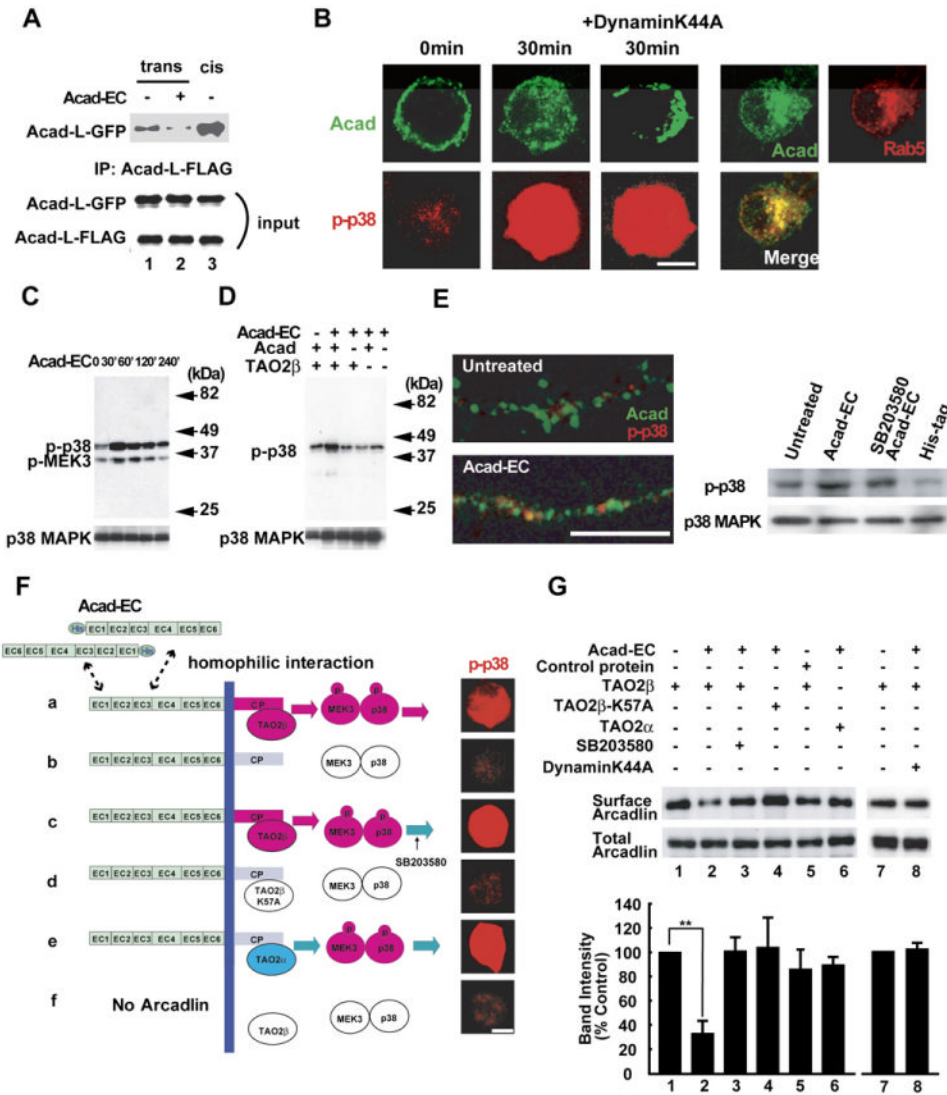 A
trans cis
Acad-EC - + -
Acad-L-GFP
IP: Acad-L-FLAG
Acad-L-GFP
Acad-L-FLAG
input
1 2 3
B
+DynaminK44A
0min 30min 30min
Acad
Acad
Rab5
p-p38
Merge
C
Acad-EC 0 30' 60' 120' 240'
(kDa)
82
49
p-p38
37
p-MEK3
25
p38 MAPK
D
Acad-EC - + + + +
Acad + + - + -
TAO2β + + + - -
(kDa)
82
49
p-p38
37
25
p38 MAPK
E
Untreated
Acad
p-p38
Acad-EC
Untreated
Acad-EC
SB203580
Acad-EC
His-tag
p-p38
p38 MAPK
F
Acad-EC
His EC1 EC2 EC3 EC4 EC5 EC6
EC6 EC5 EC4 EC3 EC2 EC1 His
homophilic interaction
p-p38
a EC1 EC2 EC3 EC4 EC5 EC6 CP TAO2β p MEK3 p p38
b EC1 EC2 EC3 EC4 EC5 EC6 CP MEK3 p38
c EC1 EC2 EC3 EC4 EC5 EC6 CP TAO2β p MEK3 p p38
SB203580
d EC1 EC2 EC3 EC4 EC5 EC6 CP TAO2β K57A MEK3 p38
e EC1 EC2 EC3 EC4 EC5 EC6 CP TAO2α p MEK3 p p38
f No Arcadlin TAO2β MEK3 p38
G
Acad-EC - + + + - + - +
Control protein - - - - + - - -
TAO2β + + + - + - + +
TAO2β-K57A - - - + - - - -
TAO2α - - - - - + - -
SB203580 - - + - - - - -
DynaminK44A - - - - - - - +
Surface
Arcadlin
Total
Arcadlin
1 2 3 4 5 6 7 8
Band Intensity
(% Control)
140
120
100
80
60
40
20
0
**
1 2 3 4 5 6 7 8